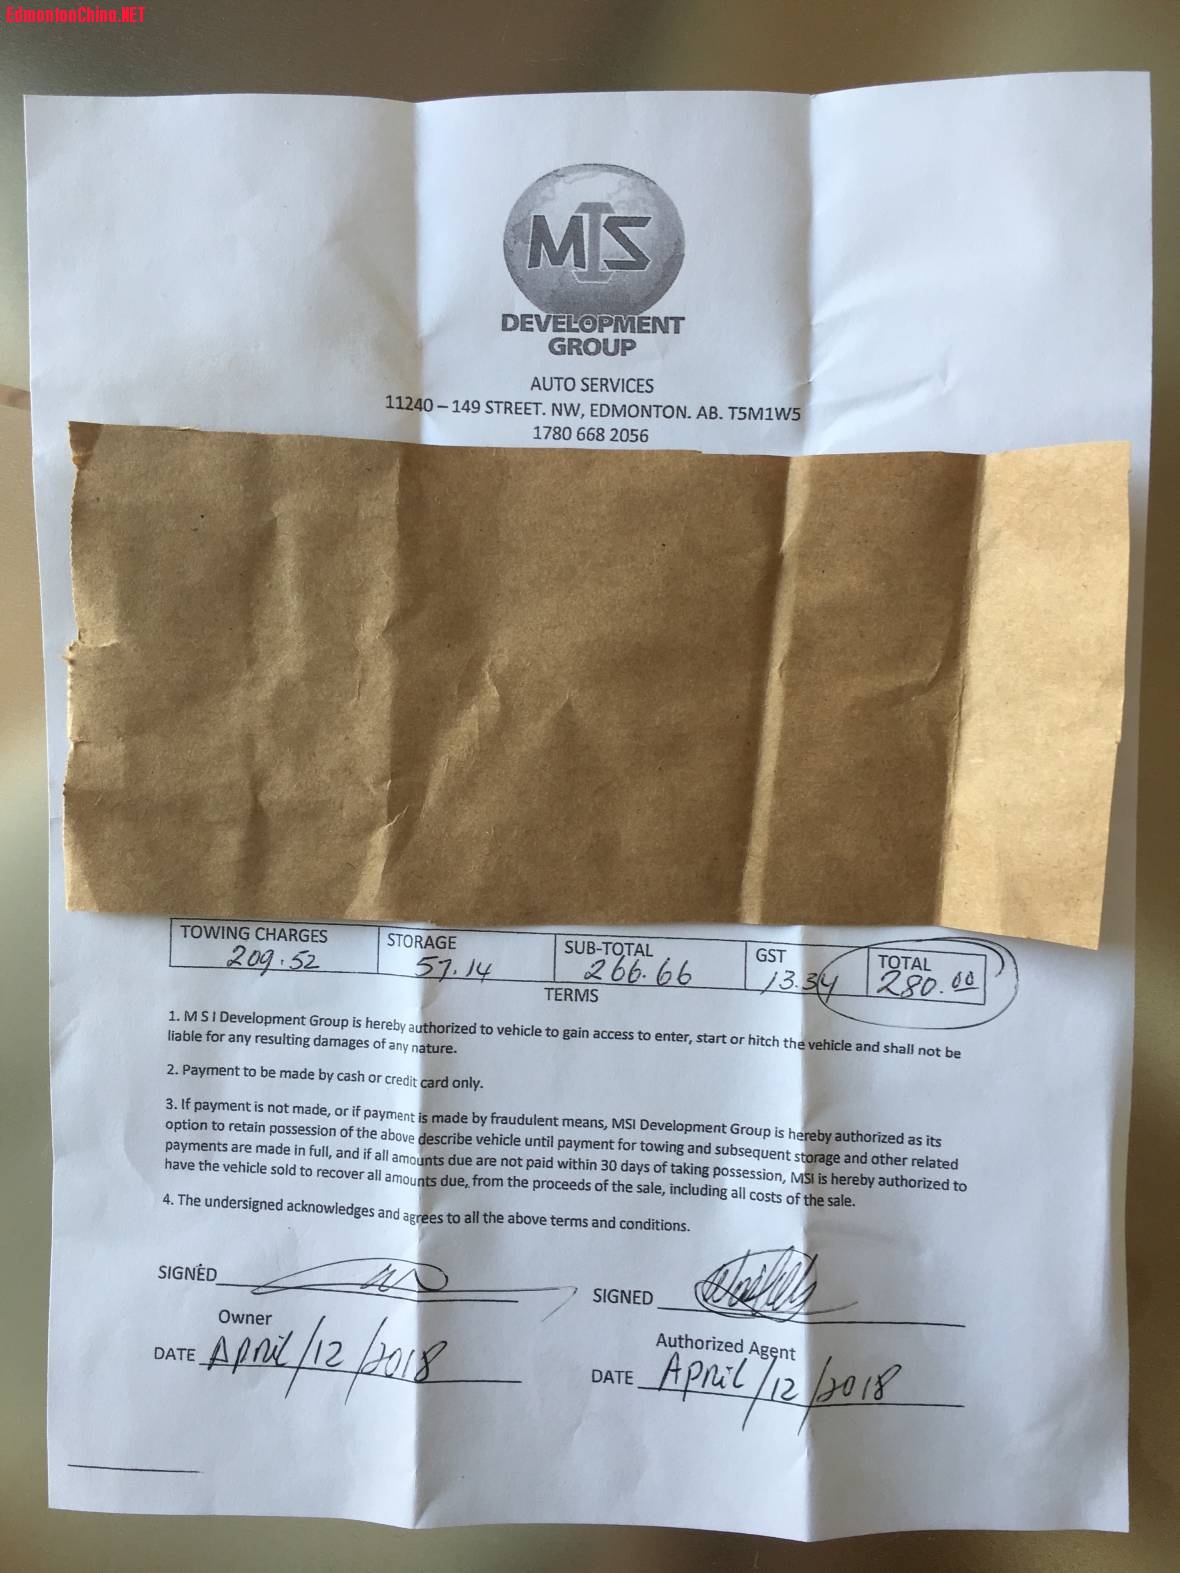 EdmontonChina.NET
MIS
DEVELOPMENT
GROUP
AUTO SERVICES
11240 – 149 STREET. NW, EDMONTON. AB. T5M1W5
1780 668 2056
TOWING CHARGES STORAGE SUB-TOTAL GST TOTAL
209.52 57.14 266.66 13.34 280.00
TERMS
1. M S I Development Group is hereby authorized to vehicle to gain access to enter, start or hitch the vehicle and shall not be
liable for any resulting damages of any nature.
2. Payment to be made by cash or credit card only.
3. If payment is not made, or if payment is made by fraudulent means, MSI Development Group is hereby authorized as its
option to retain possession of the above describe vehicle until payment for towing and subsequent storage and other related
payments are made in full, and if all amounts due are not paid within 30 days of taking possession, MSI is hereby authorized to
have the vehicle sold to recover all amounts due, from the proceeds of the sale, including all costs of the sale.
4. The undersigned acknowledges and agrees to all the above terms and conditions.
SIGNED SIGNED
Owner Authorized Agent
DATE April/12/2018 DATE April/12/2018